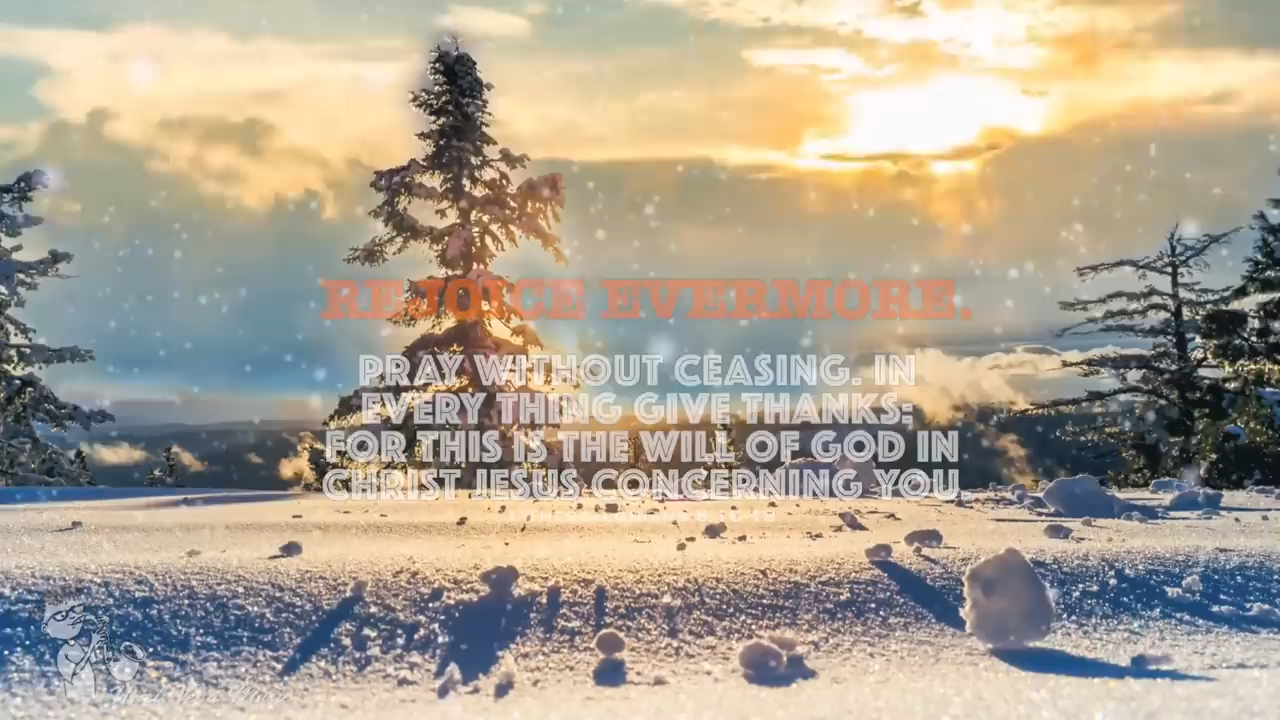 REJOICE EVERMORE.
PRAY WITHOUT CEASING. IN
EVERY THING GIVE THANKS:
FOR THIS IS THE WILL OF GOD IN
CHRIST JESUS CONCERNING YOU